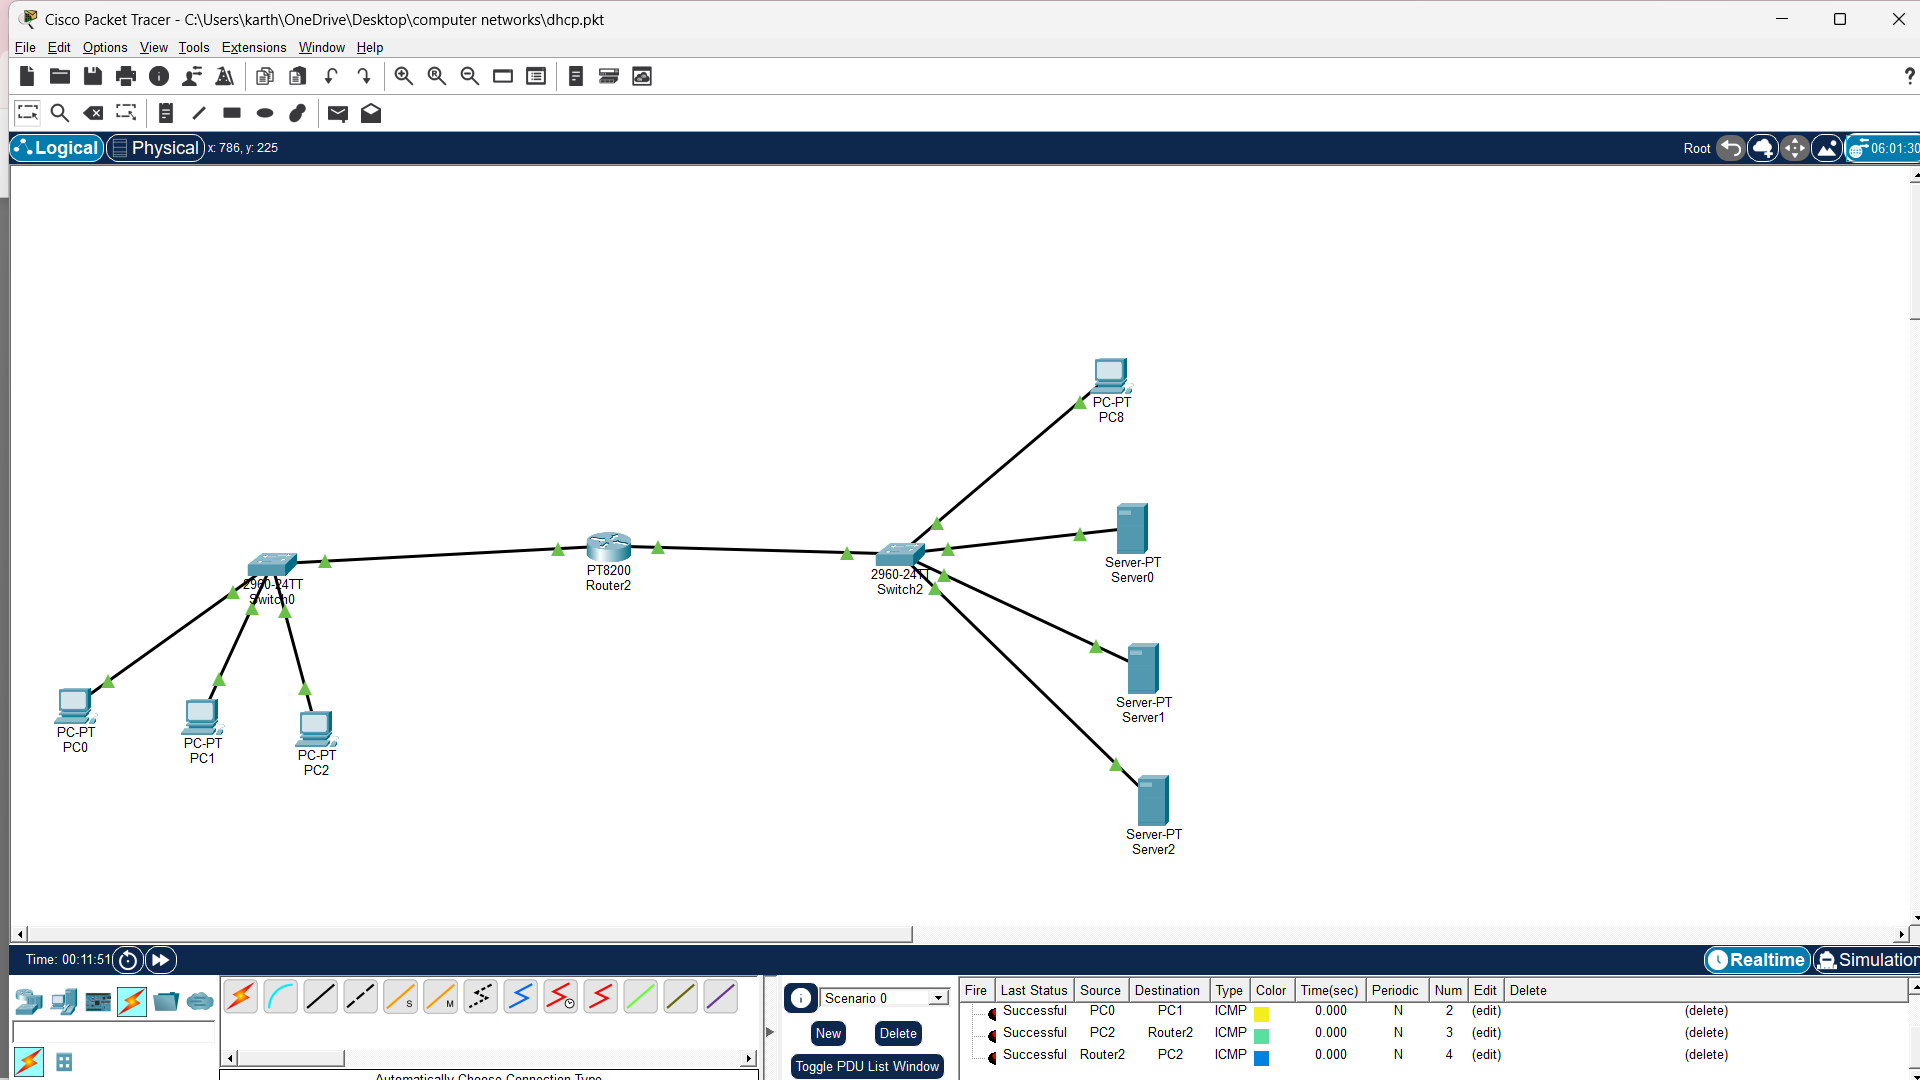 Cisco Packet Tracer - C:\Users\karth\OneDrive\Desktop\computer networks\dhcp.pkt
File Edit Options View Tools Extensions Window Help
?
Logical Physical x: 786, y: 225 Root 06:01:30
PC-PT
PC8
Server-PT
Server0
PT8200
Router2
2960-24TT
Switch2
2960-24TT
Switch0
Server-PT
Server1
PC-PT
PC0
PC-PT
PC1
PC-PT
PC2
Server-PT
Server2
Time: 00:11:51 Realtime Simulation
S M
Scenario 0
New Delete
Toggle PDU List Window
Automatically Choose Connection Type
Fire Last Status Source Destination Type Color Time(sec) Periodic Num Edit Delete
Successful PC0 PC1 ICMP 0.000 N 2 (edit) (delete)
Successful PC2 Router2 ICMP 0.000 N 3 (edit) (delete)
Successful Router2 PC2 ICMP 0.000 N 4 (edit) (delete)